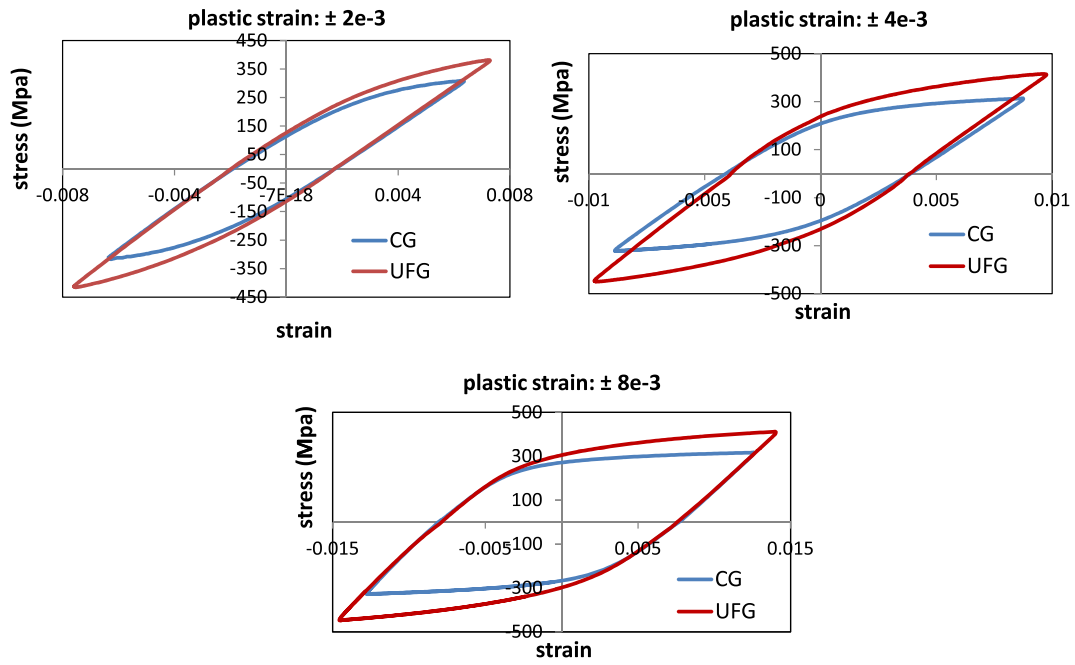 plastic strain: ± 2e-3
450
350
250
150
50
-50
-150
-250
-350
-450
-0.008
-0.004
7E-18
0.004
0.008
stress (Mpa)
strain
CG
UFG
plastic strain: ± 4e-3
500
300
100
-100
-300
-500
-0.01
-0.005
0
0.005
0.01
stress (Mpa)
strain
CG
UFG
plastic strain: ± 8e-3
500
300
100
-100
-300
-500
-0.015
-0.005
0.005
0.015
stress (Mpa)
strain
CG
UFG